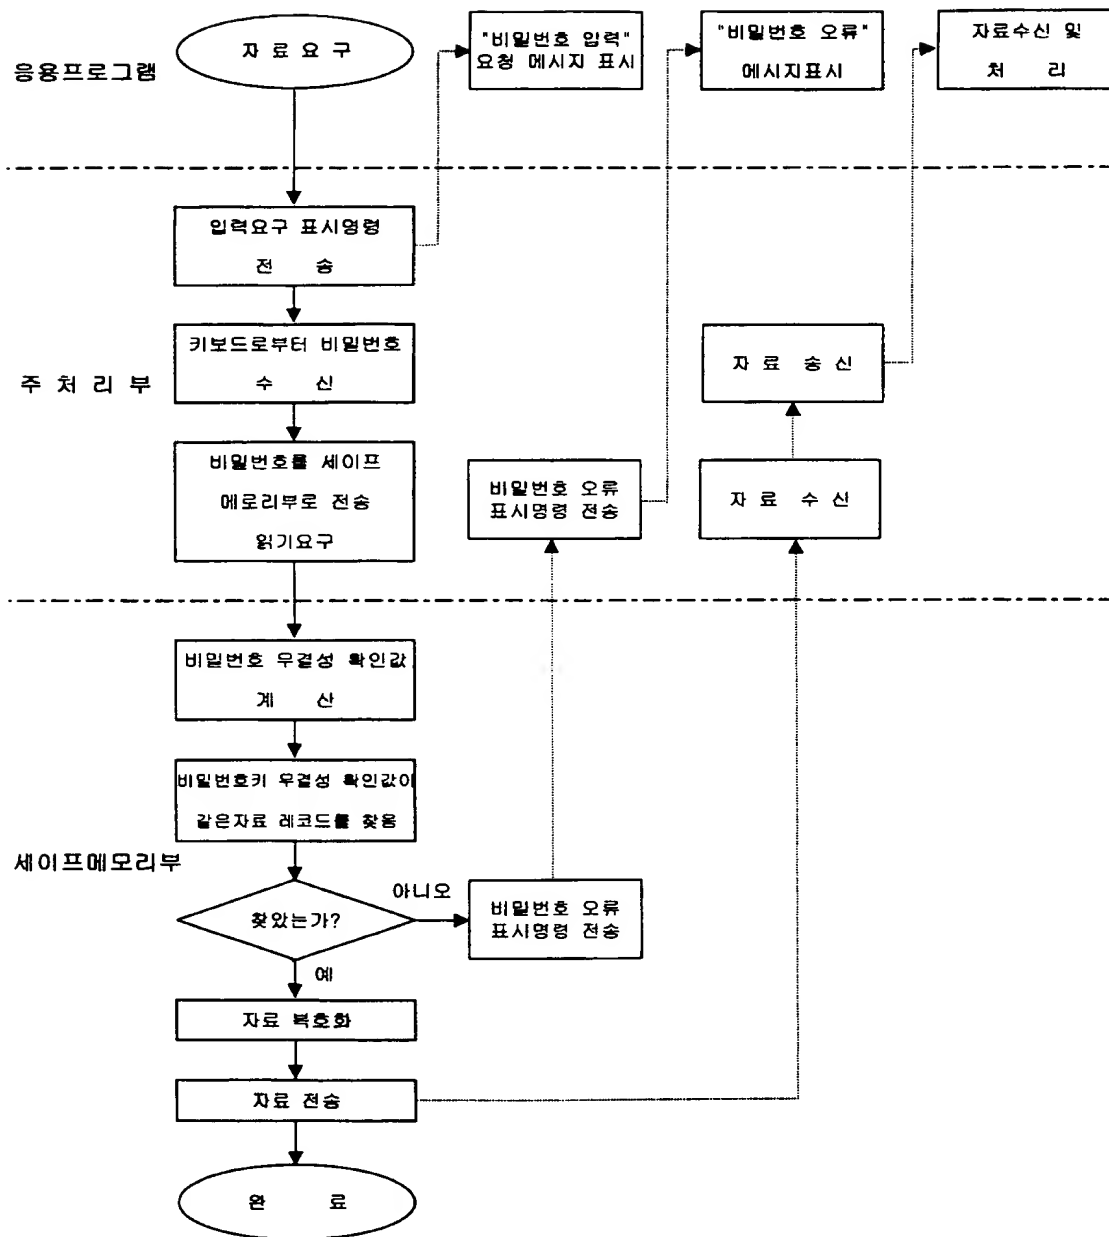 응용프로그램
자 료 요 구
"비밀번호 입력"
요청 메시지 표시
"비밀번호 오류"
메시지표시
자료수신 및
처 리
주 처 리 부
입력요구 표시명령
전 송
키보드로부터 비밀번호
수 신
비밀번호를 세이프
메로리부로 전송
읽기요구
비밀번호 오류
표시명령 전송
자 료 송 신
자 료 수 신
세이프메모리부
비밀번호 무결성 확인값
계 산
비밀번호키 무결성 확인값이
같은자료 레코드를 찾음
찾았는가?
아니오
예
비밀번호 오류
표시명령 전송
자료 복호화
자료 전송
완 료